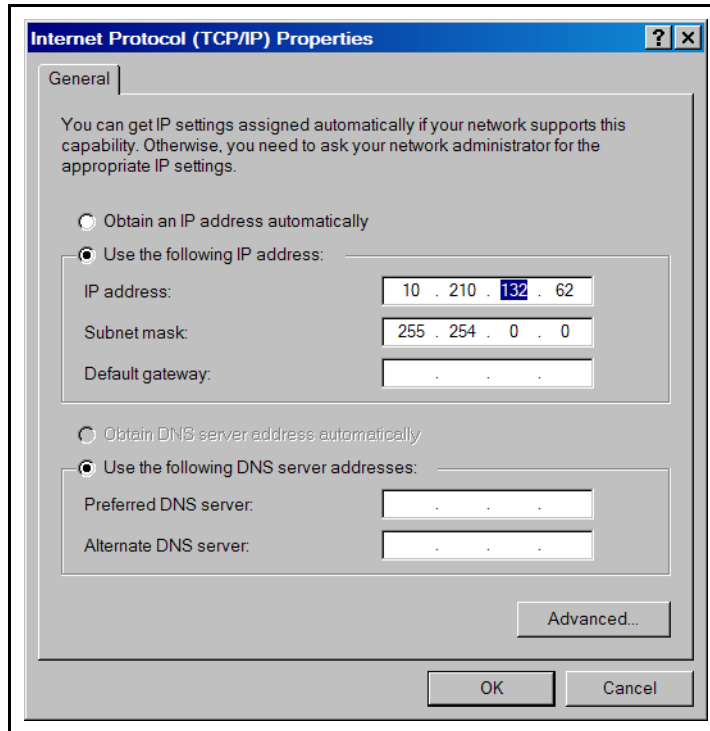 Internet Protocol (TCP/IP) Properties ? ×
General
You can get IP settings assigned automatically if your network supports this
capability. Otherwise, you need to ask your network administrator for the
appropriate IP settings.
Obtain an IP address automatically
Use the following IP address:
IP address: 10 . 210 . 132 . 62
Subnet mask: 255 . 254 . 0 . 0
Default gateway: . . .
Obtain DNS server address automatically
Use the following DNS server addresses:
Preferred DNS server: . . .
Alternate DNS server: . . .
Advanced...
OK Cancel